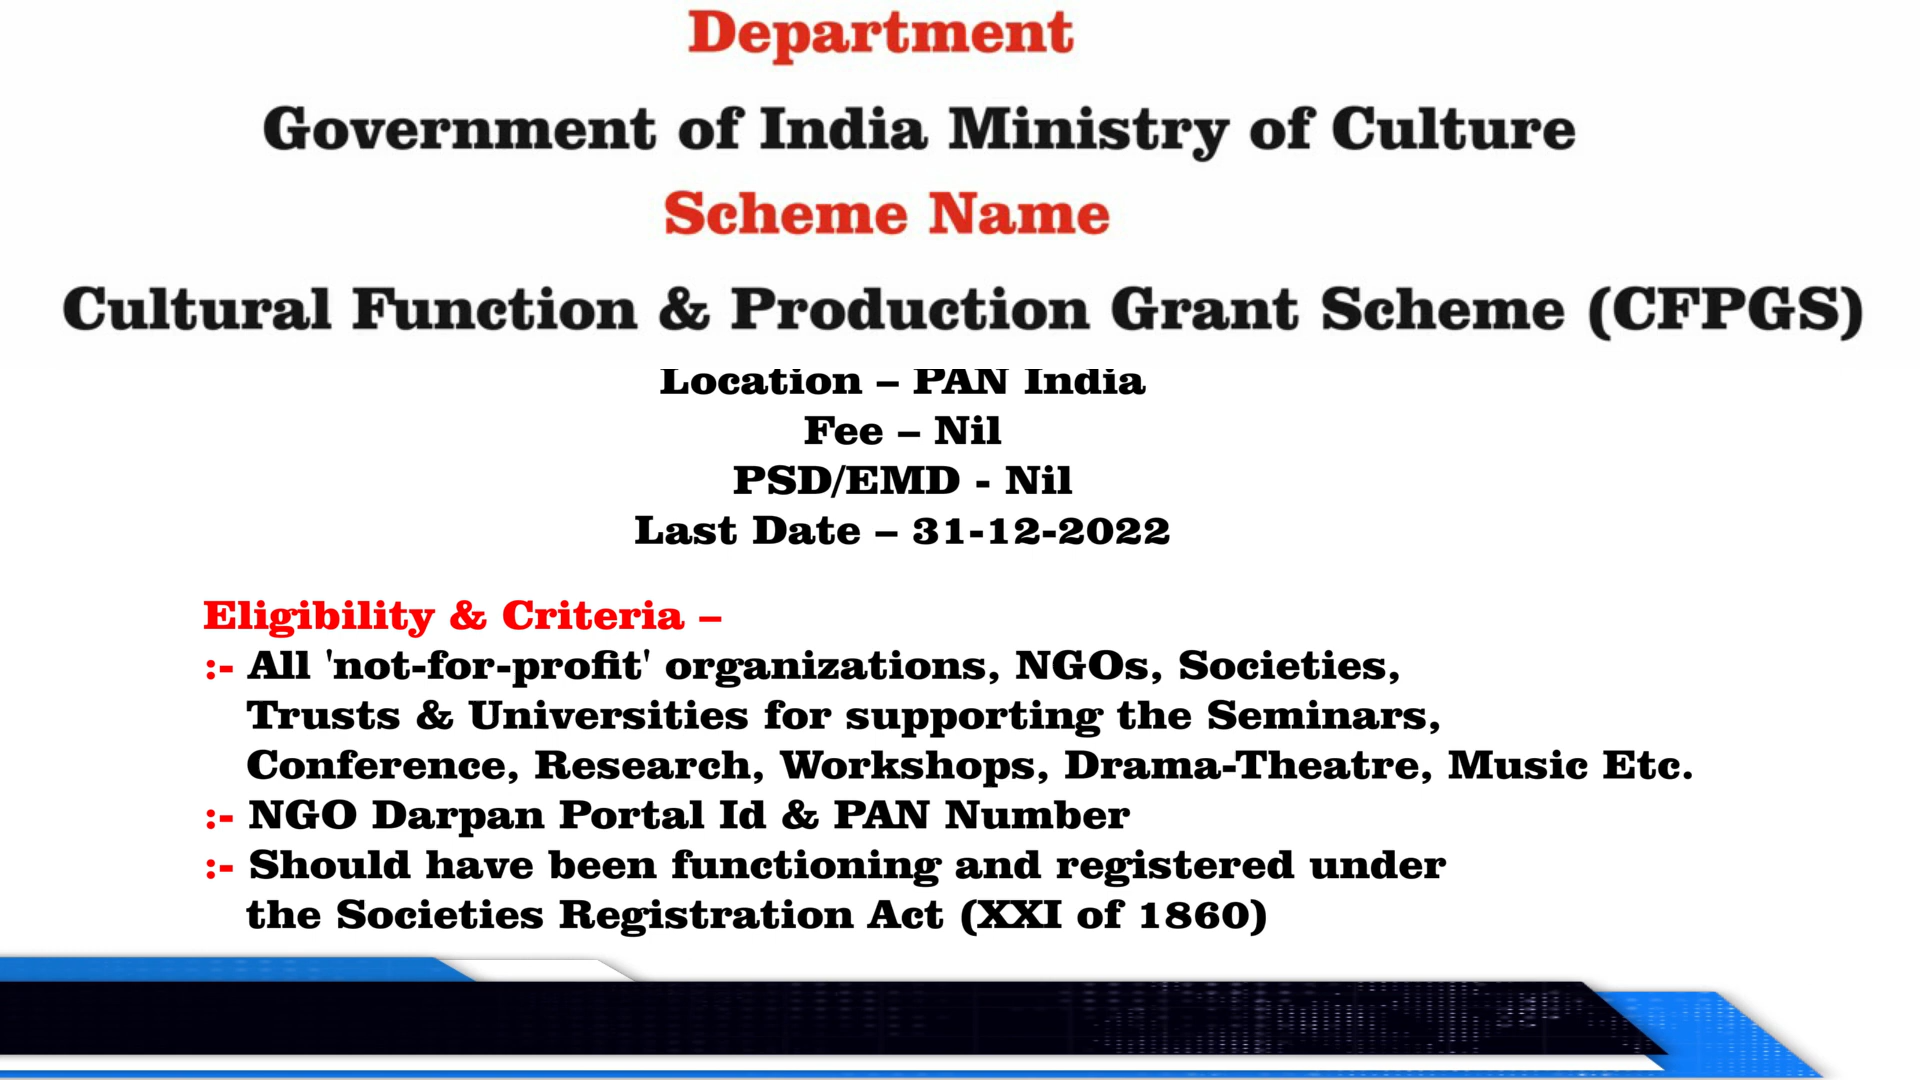 Department
Government of India Ministry of Culture
Scheme Name
Cultural Function & Production Grant Scheme (CFPGS)
Location – PAN India
Fee – Nil
PSD/EMD - Nil
Last Date – 31-12-2022
Eligibility & Criteria –
:- All 'not-for-profit' organizations, NGOs, Societies,
Trusts & Universities for supporting the Seminars,
Conference, Research, Workshops, Drama-Theatre, Music Etc.
:- NGO Darpan Portal Id & PAN Number
:- Should have been functioning and registered under
the Societies Registration Act (XXI of 1860)